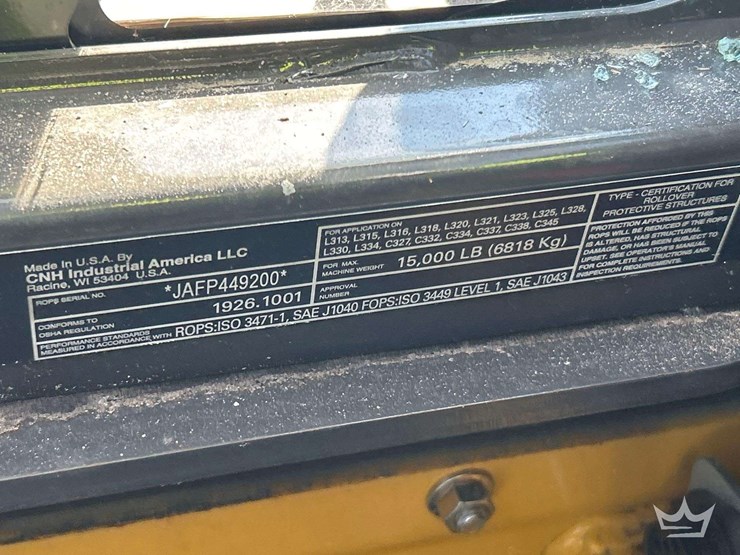 Made In U.S.A. By
CNH Industrial America LLC
Racine, WI 53404 U.S.A.
ROPS SERIAL NO. *JAFP449200*
CONFORMS TO
OSHA REGULATION 1926.1001
PERFORMANCE STANDARDS
MEASURED IN ACCORDANCE WITH ROPS:ISO 3471-1, SAE J1040 FOPS:ISO 3449 LEVEL 1, SAE J1043
FOR APPLICATION ON
L313, L315, L316, L318, L320, L321, L323, L325, L328,
L330, L334, C327, C332, C334, C337, C338, C345
FOR MAX.
MACHINE WEIGHT 15,000 LB (6818 Kg)
APPROVAL
NUMBER
TYPE - CERTIFICATION FOR
ROLLOVER
PROTECTIVE STRUCTURES
PROTECTION AFFORDED BY THIS
ROPS WILL BE REDUCED IF THE ROPS
IS ALTERED, HAS STRUCTURAL
DAMAGE, OR HAS BEEN SUBJECT TO
UPSET. SEE OPERATOR'S MANUAL
FOR COMPLETE INSTRUCTIONS AND
INSPECTION REQUIREMENTS.